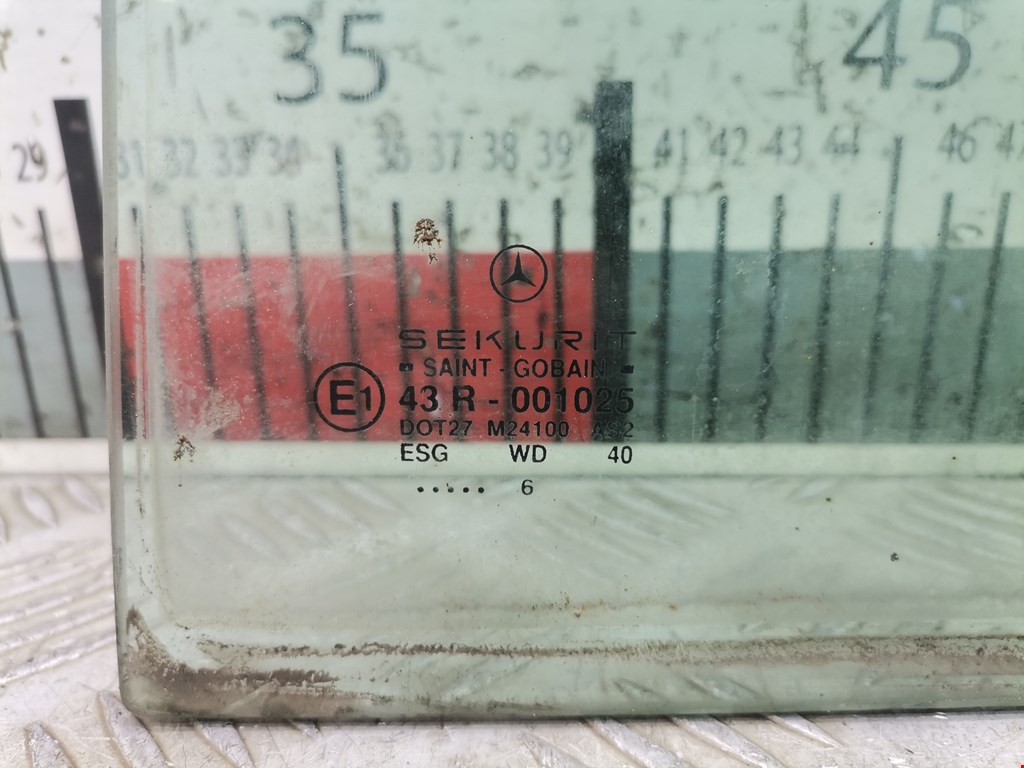 35 45
29 31 32 33 34 36 37 38 39 41 42 43 44 46
SEKURIT
SAINT - GOBAIN
E1 43 R - 001025
DOT27 M24100 AS2
ESG WD 40
..... 6